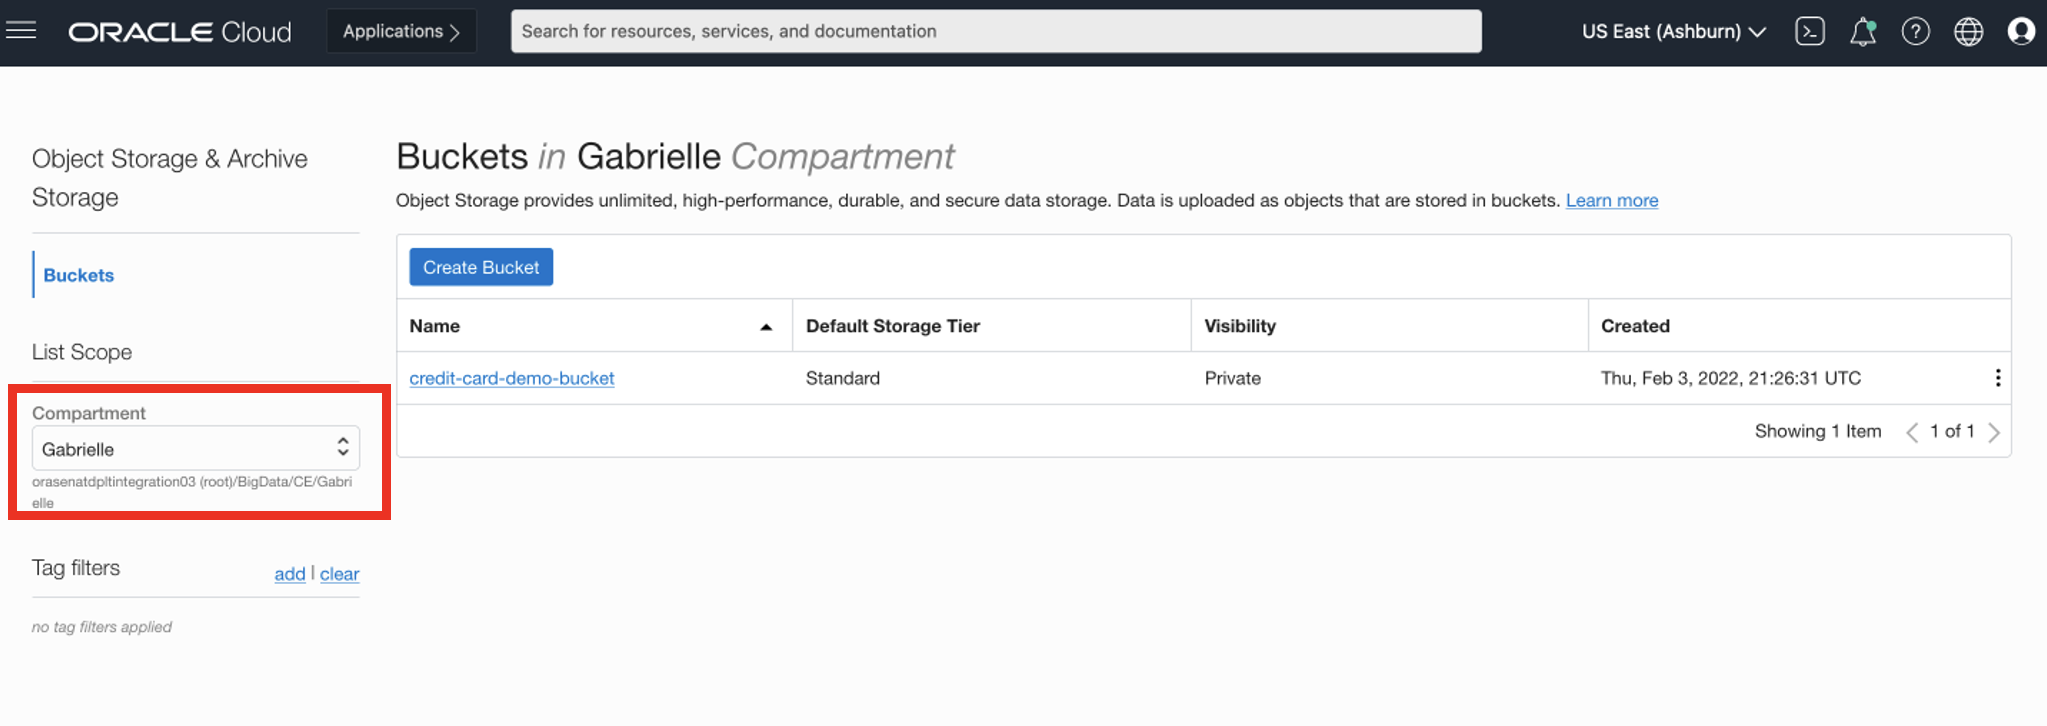 ORACLE Cloud
Applications
Search for resources, services, and documentation
US East (Ashburn)
Object Storage & Archive
Storage
Buckets
List Scope
Compartment
Gabrielle
orasenatdpltintegration03 (root)/BigData/CE/Gabri
elle
Tag filters
add | clear
no tag filters applied
Buckets in Gabrielle Compartment
Object Storage provides unlimited, high-performance, durable, and secure data storage. Data is uploaded as objects that are stored in buckets. Learn more
Create Bucket
Name Default Storage Tier Visibility Created
credit-card-demo-bucket Standard Private Thu, Feb 3, 2022, 21:26:31 UTC
Showing 1 Item 1 of 1